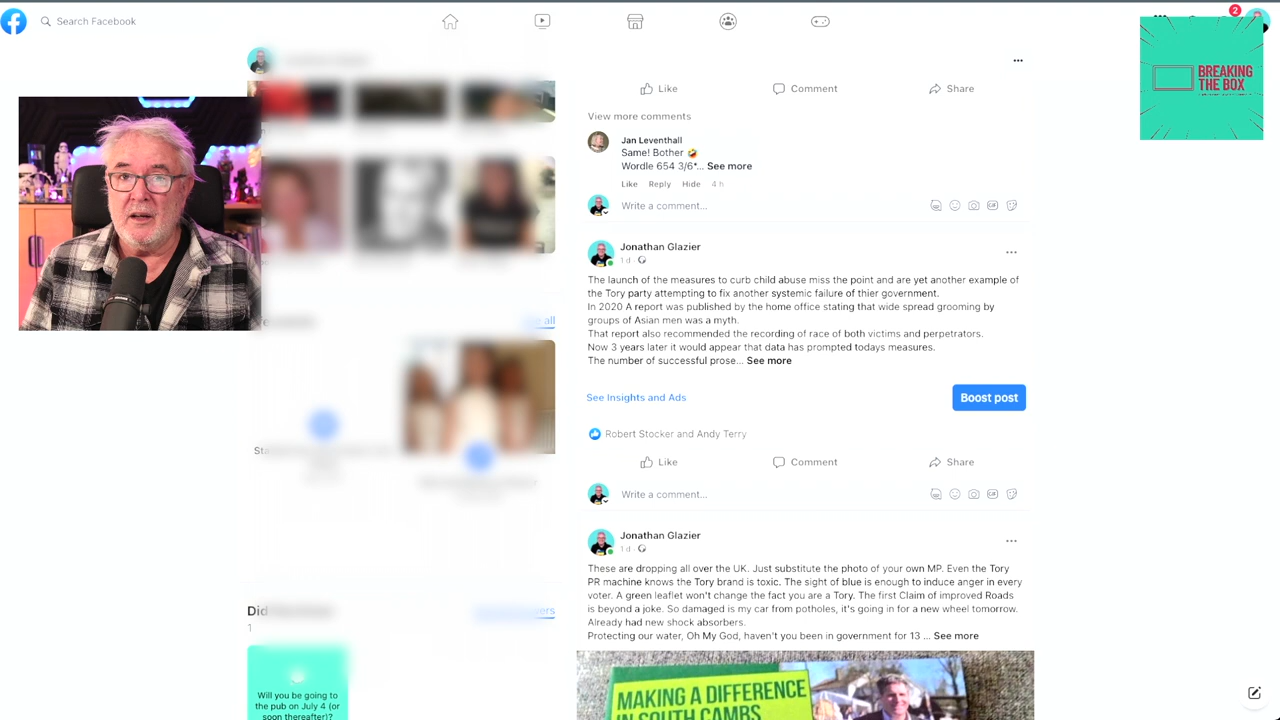 Search Facebook
2
BREAKING
THE BOX
Like
Comment
Share
View more comments
Jan Leventhall
Same! Bother 🤣
Wordle 654 3/6*... See more
Like Reply Hide 4 h
Write a comment...
Jonathan Glazier
1 d ·
The launch of the measures to curb child abuse miss the point and are yet another example of
the Tory party attempting to fix another systemic failure of thier government.
In 2020 A report was published by the home office stating that wide spread grooming by
groups of Asian men was a myth.
That report also recommended the recording of race of both victims and perpetrators.
Now 3 years later it would appear that data has prompted todays measures.
The number of successful prose... See more
See Insights and Ads
Boost post
Robert Stocker and Andy Terry
Like
Comment
Share
Write a comment...
Jonathan Glazier
1 d ·
These are dropping all over the UK. Just substitute the photo of your own MP. Even the Tory
PR machine knows the Tory brand is toxic. The sight of blue is enough to induce anger in every
voter. A green leaflet won't change the fact you are a Tory. The first Claim of improved Roads
is beyond a joke. So damaged is my car from potholes, it's going in for a new wheel tomorrow.
Already had new shock absorbers.
Protecting our water, Oh My God, haven't you been in government for 13 ... See more
MAKING A DIFFERENCE
IN SOUTH CAMBS
all
Did
1
Will you be going to
the pub on July 4 (or
soon thereafter)?